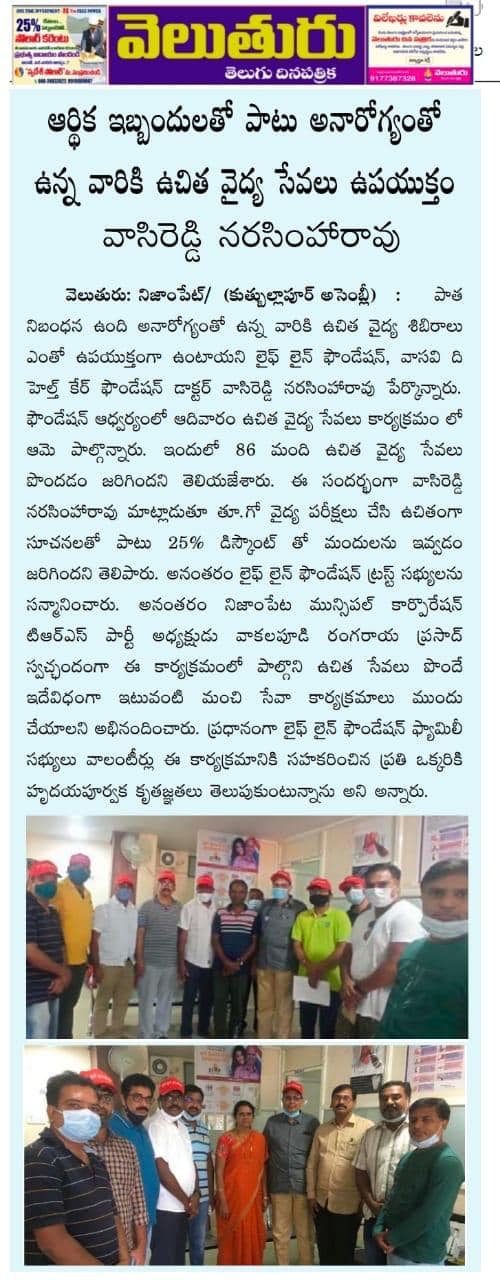 25%
సోలార్ కరెంటు
వెలుతురు
తెలుగు దినపత్రిక
విలేఖర్లు కావలెను
9177387328
వెలుతురు
ఆర్థిక ఇబ్బందులతో పాటు అనారోగ్యంతో
ఉన్న వారికి ఉచిత వైద్య సేవలు ఉపయుక్తం
వాసిరెడ్డి నరసింహారావు
వెలుతురు: నిజాంపేట్/ (కుత్బుల్లాపూర్ అసెంబ్లీ) : పాత
నిబంధన ఉంది అనారోగ్యంతో ఉన్న వారికి ఉచిత వైద్య శిబిరాలు
ఎంతో ఉపయుక్తంగా ఉంటాయని లైఫ్ లైన్ ఫౌండేషన్, వాసవి ది
హెల్త్ కేర్ ఫౌండేషన్ డాక్టర్ వాసిరెడ్డి నరసింహారావు పేర్కొన్నారు.
ఫౌండేషన్ ఆధ్వర్యంలో ఆదివారం ఉచిత వైద్య సేవలు కార్యక్రమం లో
ఆమె పాల్గొన్నారు. ఇందులో 86 మంది ఉచిత వైద్య సేవలు
పొందడం జరిగిందని తెలియజేశారు. ఈ సందర్భంగా వాసిరెడ్డి
నరసింహారావు మాట్లాడుతూ తూ.గో వైద్య పరీక్షలు చేసి ఉచితంగా
సూచనలతో పాటు 25% డిస్కౌంట్ తో మందులను ఇవ్వడం
జరిగిందని తెలిపారు. అనంతరం లైఫ్ లైన్ ఫౌండేషన్ ట్రస్ట్ సభ్యులను
సన్మానించారు. అనంతరం నిజాంపేట మున్సిపల్ కార్పొరేషన్
టిఆర్ఎస్ పార్టీ అధ్యక్షుడు వాకలపూడి రంగరాయ ప్రసాద్
స్వచ్ఛందంగా ఈ కార్యక్రమంలో పాల్గొని ఉచిత సేవలు పొందే
ఇదేవిధంగా ఇటువంటి మంచి సేవా కార్యక్రమాలు ముందు
చేయాలని అభినందించారు. ప్రధానంగా లైఫ్ లైన్ ఫౌండేషన్ ఫ్యామిలీ
సభ్యులు వాలంటీర్లు ఈ కార్యక్రమానికి సహకరించిన ప్రతి ఒక్కరికి
హృదయపూర్వక కృతజ్ఞతలు తెలుపుకుంటున్నాను అని అన్నారు.